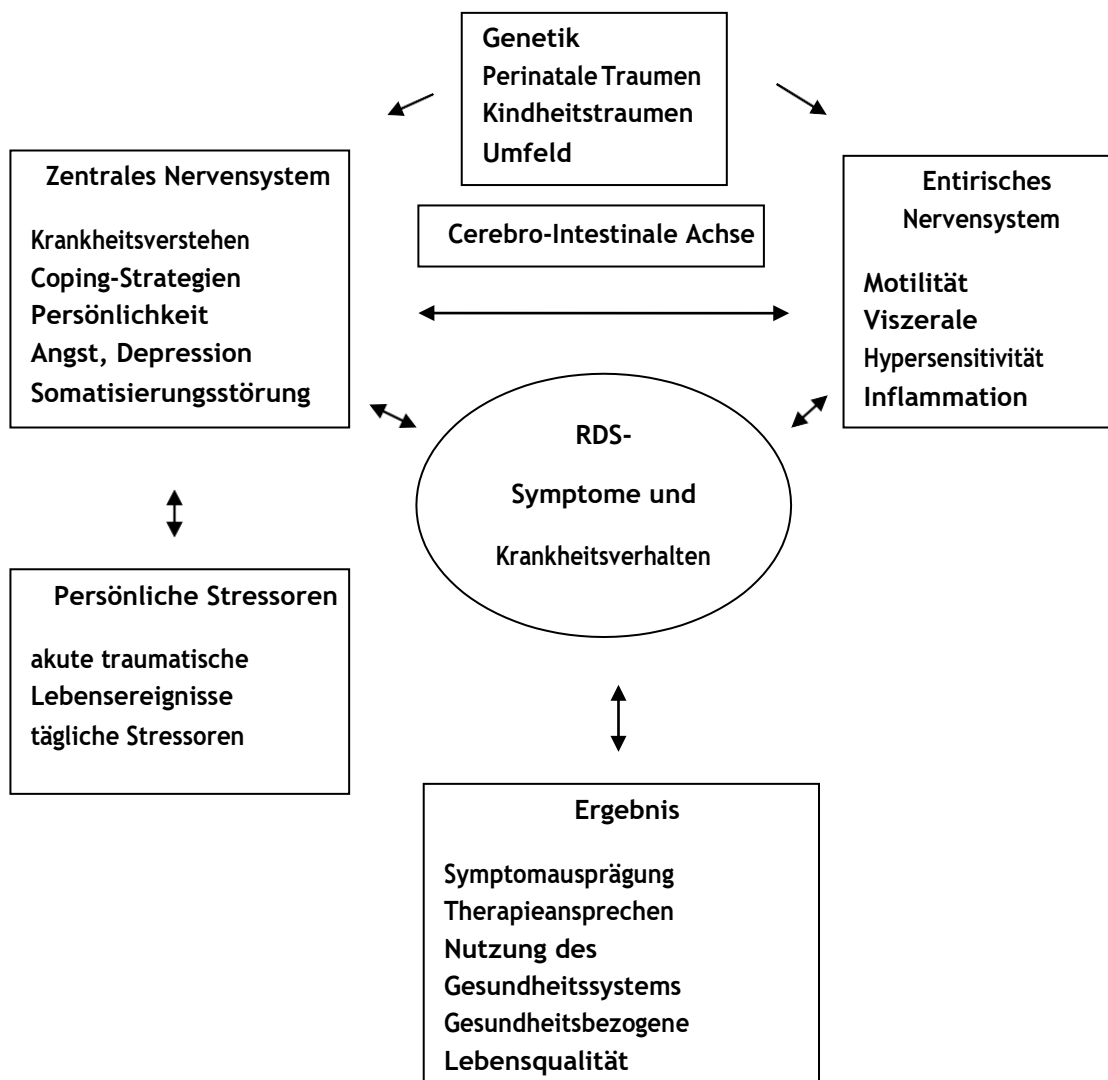 Genetik
Perinatale Traumen
Kindheitstraumen
Umfeld
Zentrales Nervensystem
Krankheitsverstehen
Coping-Strategien
Persönlichkeit
Angst, Depression
Somatisierungsstörung
Cerebro-Intestinale Achse
Entirisches
Nervensystem
Motilität
Viszerale
Hypersensitivität
Inflammation
RDS-
Symptome und
Krankheitsverhalten
Persönliche Stressoren
akute traumatische
Lebensereignisse
tägliche Stressoren
Ergebnis
Symptomausprägung
Therapieansprechen
Nutzung des
Gesundheitssystems
Gesundheitsbezogene
Lebensqualität